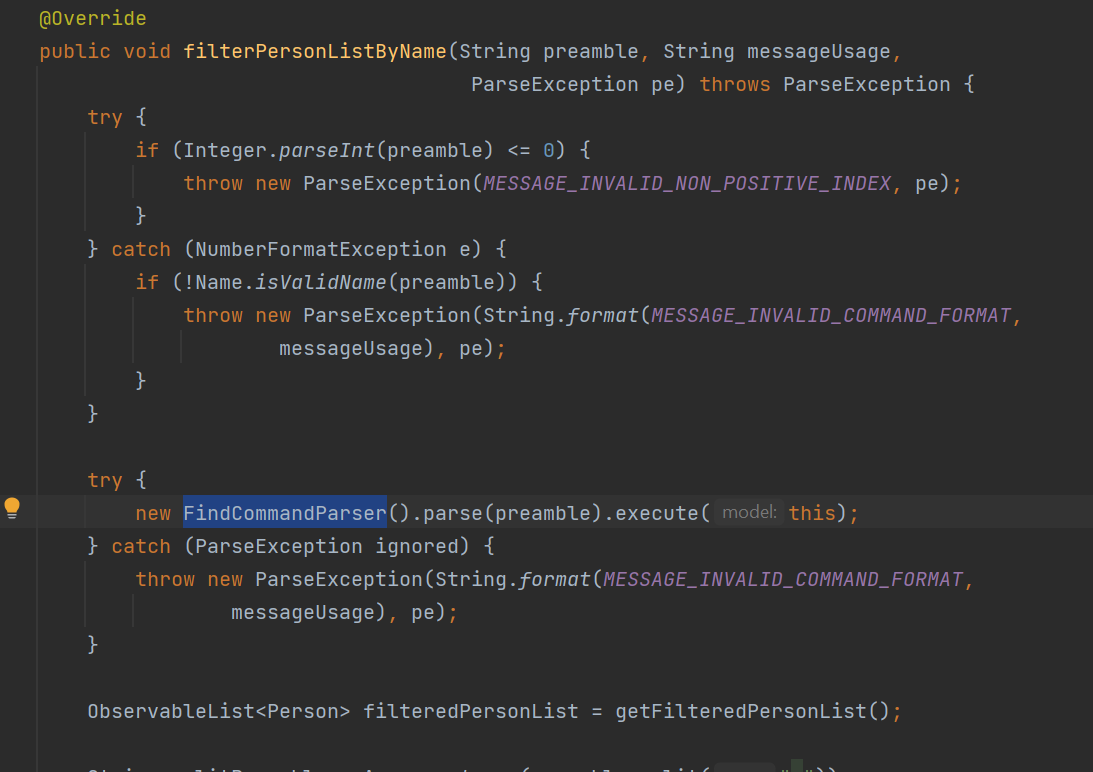 @Override
public void filterPersonListByName(String preamble, String messageUsage,
ParseException pe) throws ParseException {
try {
if (Integer.parseInt(preamble) <= 0) {
throw new ParseException(MESSAGE_INVALID_NON_POSITIVE_INDEX, pe);
}
} catch (NumberFormatException e) {
if (!Name.isValidName(preamble)) {
throw new ParseException(String.format(MESSAGE_INVALID_COMMAND_FORMAT,
messageUsage), pe);
}
}
try {
new FindCommandParser().parse(preamble).execute( model: this);
} catch (ParseException ignored) {
throw new ParseException(String.format(MESSAGE_INVALID_COMMAND_FORMAT,
messageUsage), pe);
}
ObservableList<Person> filteredPersonList = getFilteredPersonList();